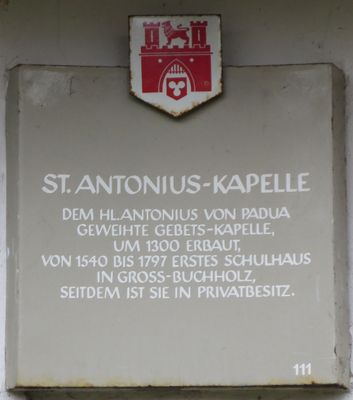 ST. ANTONIUS-KAPELLE
DEM HL. ANTONIUS VON PADUA
GEWEIHTE GEBETS-KAPELLE,
UM 1300 ERBAUT,
VON 1540 BIS 1797 ERSTES SCHULHAUS
IN GROSS-BUCHHOLZ,
SEITDEM IST SIE IN PRIVATBESITZ.
111